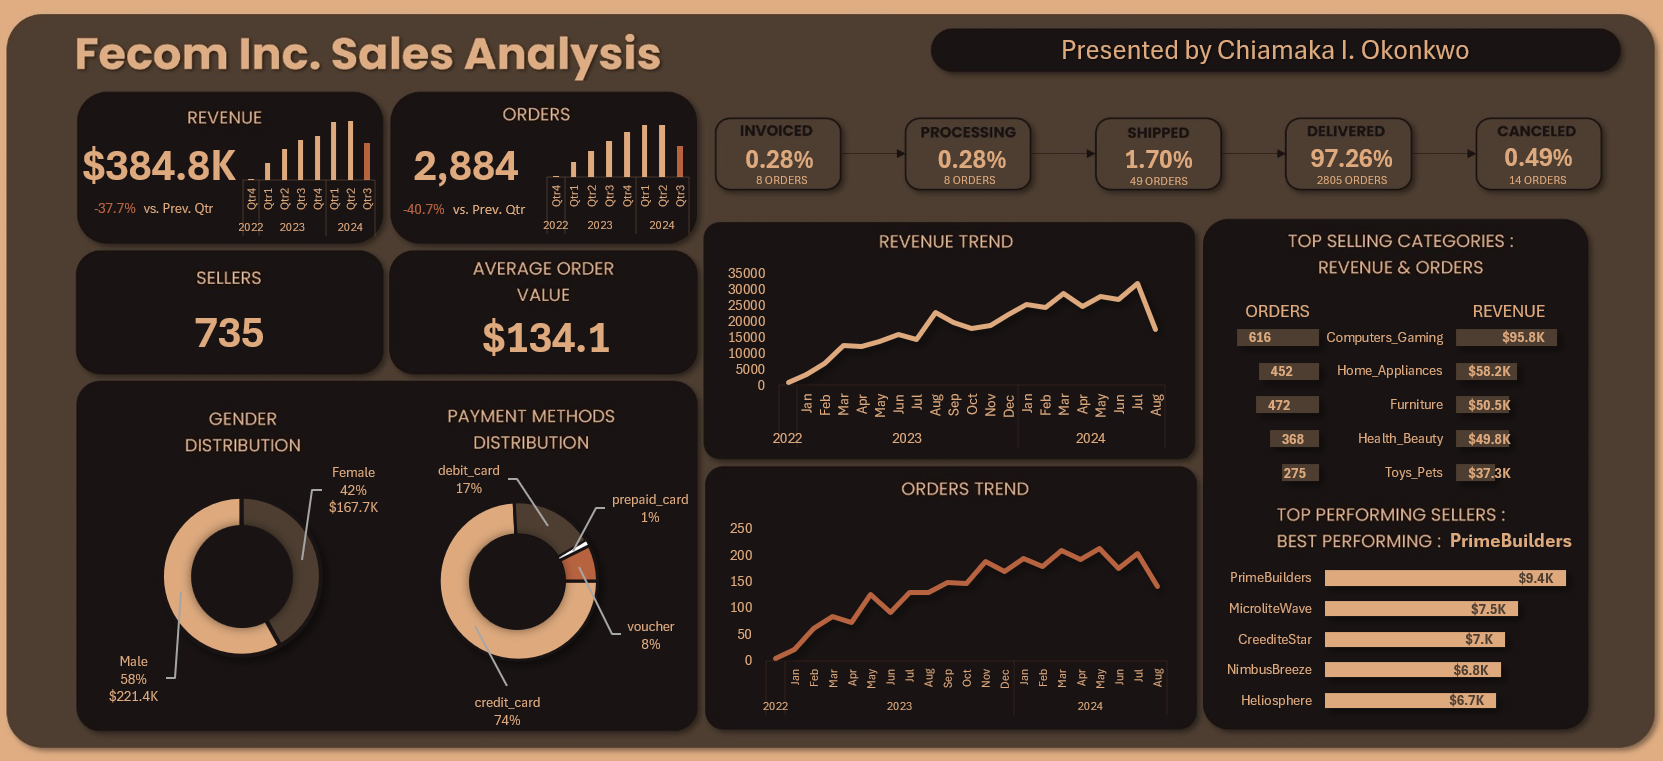 Fecom Inc. Sales Analysis
Presented by Chiamaka I. Okonkwo
REVENUE
$384.8K
-37.7% vs. Prev. Qtr
Qtr4 Qtr1 Qtr2 Qtr3 Qtr4 Qtr1 Qtr2 Qtr3
2022 2023 2024
ORDERS
2,884
-40.7% vs. Prev. Qtr
Qtr4 Qtr1 Qtr2 Qtr3 Qtr4 Qtr1 Qtr2 Qtr3
2022 2023 2024
INVOICED
0.28%
8 ORDERS
PROCESSING
0.28%
8 ORDERS
SHIPPED
1.70%
49 ORDERS
DELIVERED
97.26%
2805 ORDERS
CANCELED
0.49%
14 ORDERS
SELLERS
735
AVERAGE ORDER
VALUE
$134.1
GENDER
DISTRIBUTION
Female
42%
$167.7K
Male
58%
$221.4K
PAYMENT METHODS
DISTRIBUTION
debit_card
17%
prepaid_card
1%
voucher
8%
credit_card
74%
REVENUE TREND
35000
30000
25000
20000
15000
10000
5000
0
Jan Feb Mar Apr May Jun Jul Aug Sep Oct Nov Dec Jan Feb Mar Apr May Jun Jul Aug
2022 2023 2024
ORDERS TREND
250
200
150
100
50
0
Jan Feb Mar Apr May Jun Jul Aug Sep Oct Nov Dec Jan Feb Mar Apr May Jun Jul Aug
2022 2023 2024
TOP SELLING CATEGORIES :
REVENUE & ORDERS
ORDERS REVENUE
616 Computers_Gaming $95.8K
452 Home_Appliances $58.2K
472 Furniture $50.5K
368 Health_Beauty $49.8K
275 Toys_Pets $37.3K
TOP PERFORMING SELLERS :
BEST PERFORMING : PrimeBuilders
PrimeBuilders $9.4K
MicroliteWave $7.5K
CreediteStar $7.K
NimbusBreeze $6.8K
Heliosphere $6.7K